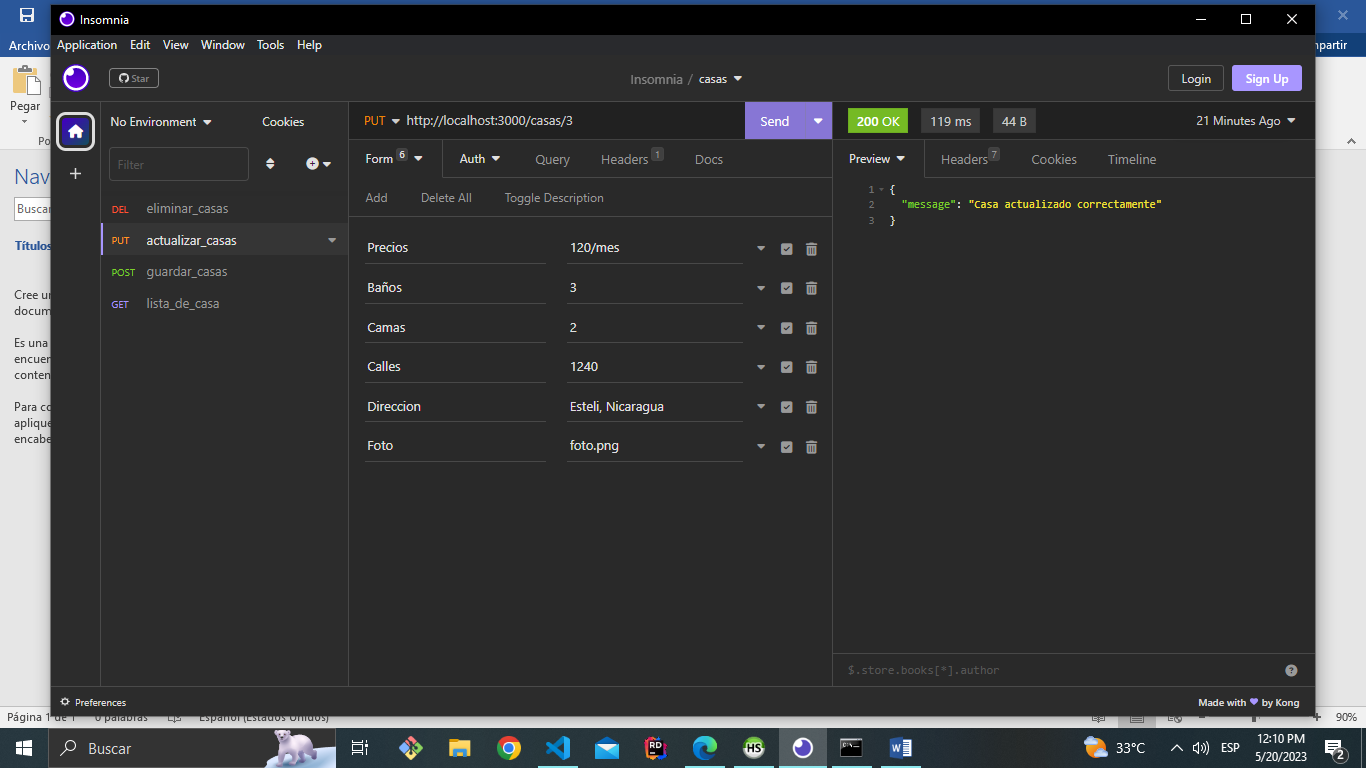 Insomnia
Archivo
partir
Application Edit View Window Tools Help
Pegar
Star
Insomnia / casas
Login
Sign Up
No Environment
Cookies
Filter
DEL eliminar_casas
PUT actualizar_casas
POST guardar_casas
GET lista_de_casa
PUT http://localhost:3000/casas/3
Send
Form 6
Auth
Query
Headers 1
Docs
Add
Delete All
Toggle Description
Precios 120/mes
Baños 3
Camas 2
Calles 1240
Direccion Esteli, Nicaragua
Foto foto.png
200 OK
119 ms
44 B
21 Minutes Ago
Preview
Headers 7
Cookies
Timeline
1 {
2 "message": "Casa actualizado correctamente"
3 }
$.store.books[*].author
Preferences
Made with by Kong
Po
Nav
Buscar
Títulos
Cree un
docum
Es una
encuen
conten
Para co
aplique
encabe
Página 1 de 1 0 palabras Español (Estados Unidos)
90%
Buscar
RD
HS
33°C
ESP
12:10 PM
5/20/2023
2